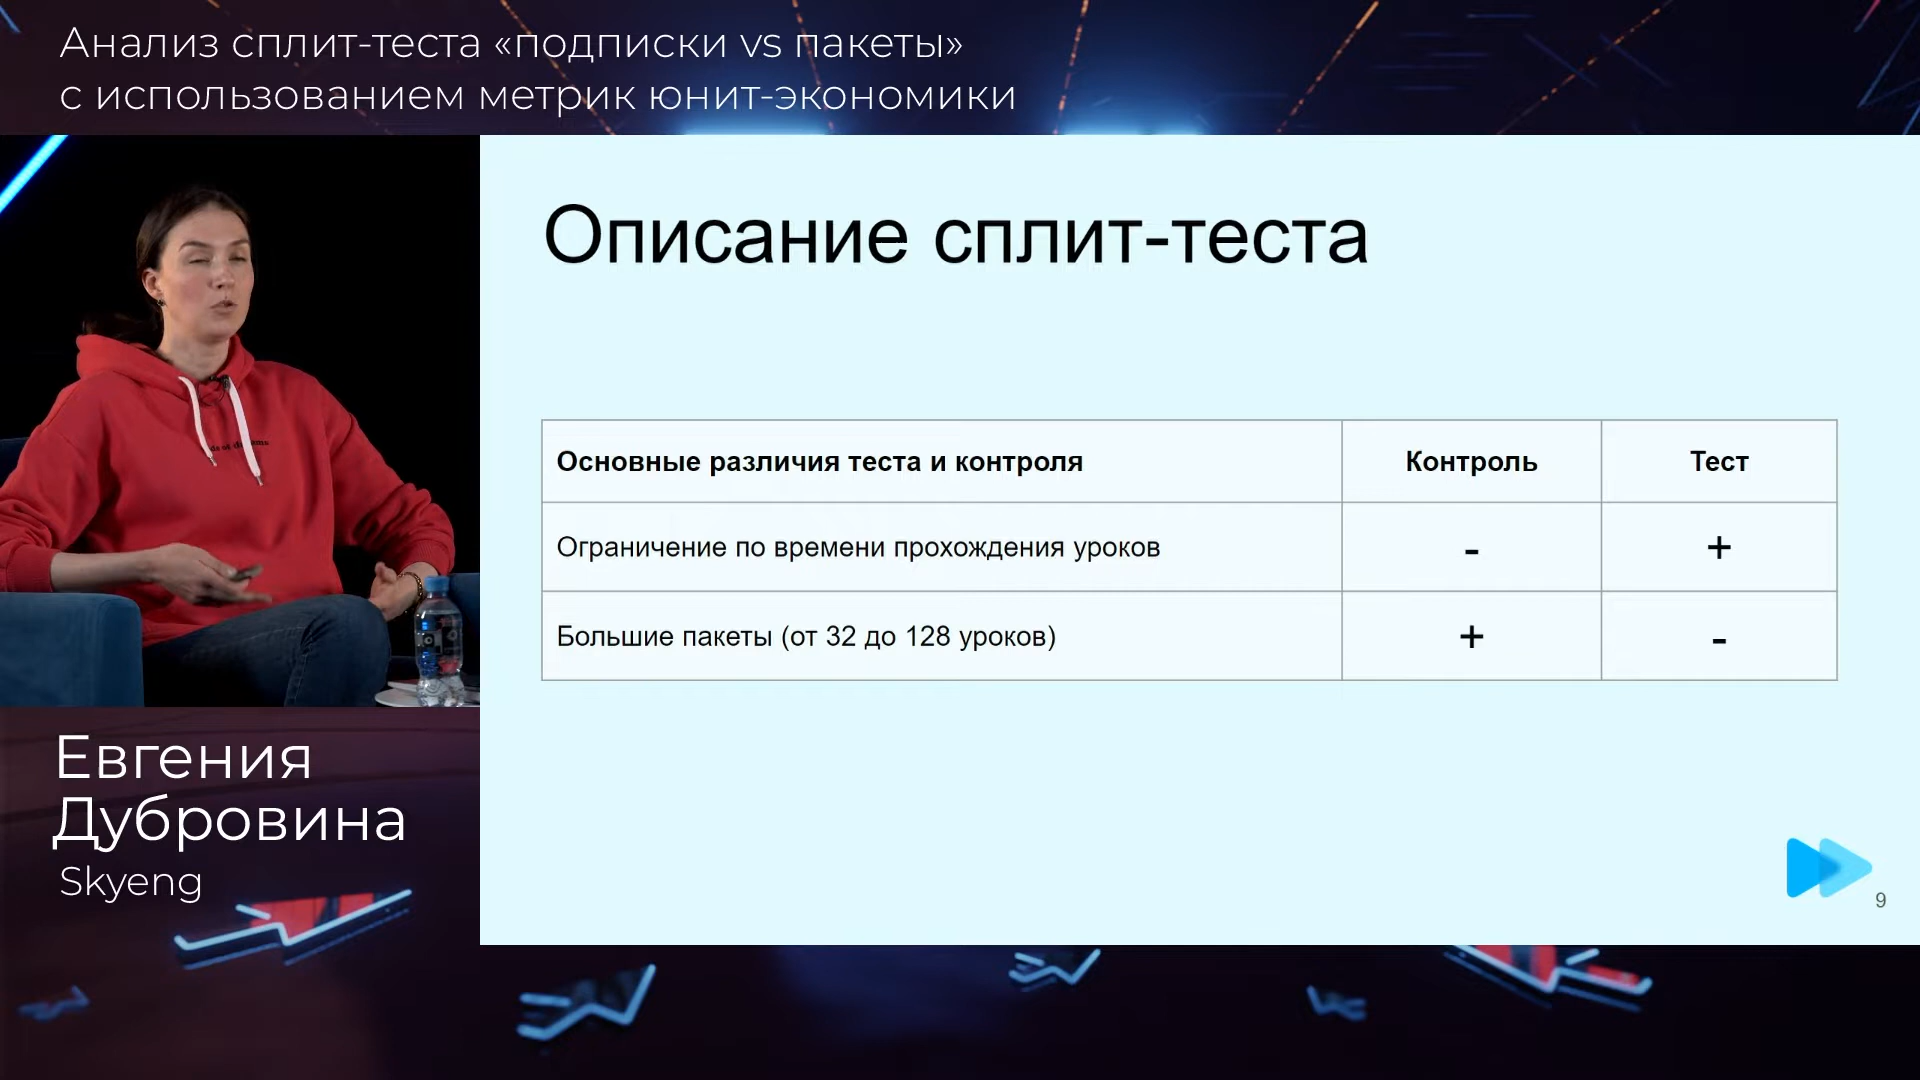 Анализ сплит-теста «подписки vs пакеты»
с использованием метрик юнит-экономики
Описание сплит-теста
Основные различия теста и контроля Контроль Тест
Ограничение по времени прохождения уроков - +
Большие пакеты (от 32 до 128 уроков) + -
Евгения
Дубровина
Skyeng
9